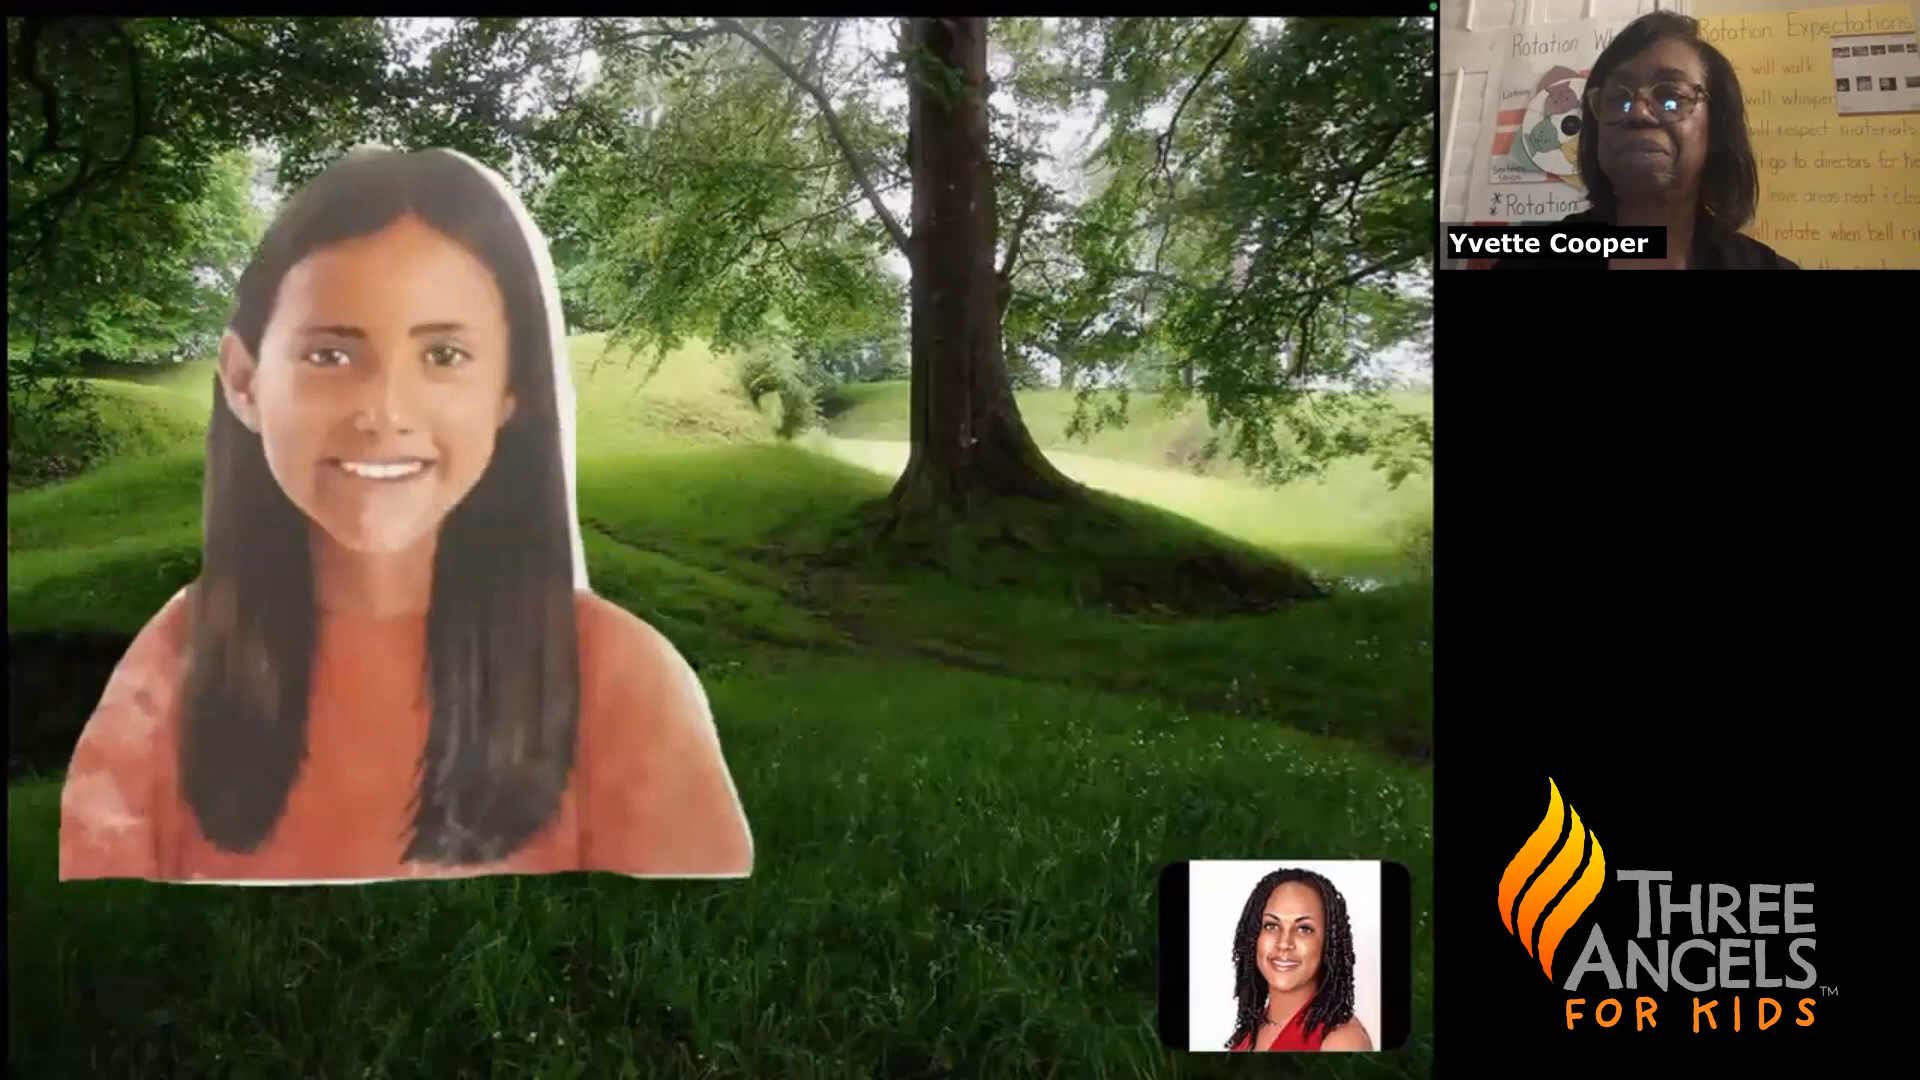 Rotation
Rotation Expectations
will walk
will whisper
will respect materials
go to directors for
leave areas neat
* Rotation
will rotate when bell
Yvette Cooper
THREE
ANGELS™
FOR KIDS